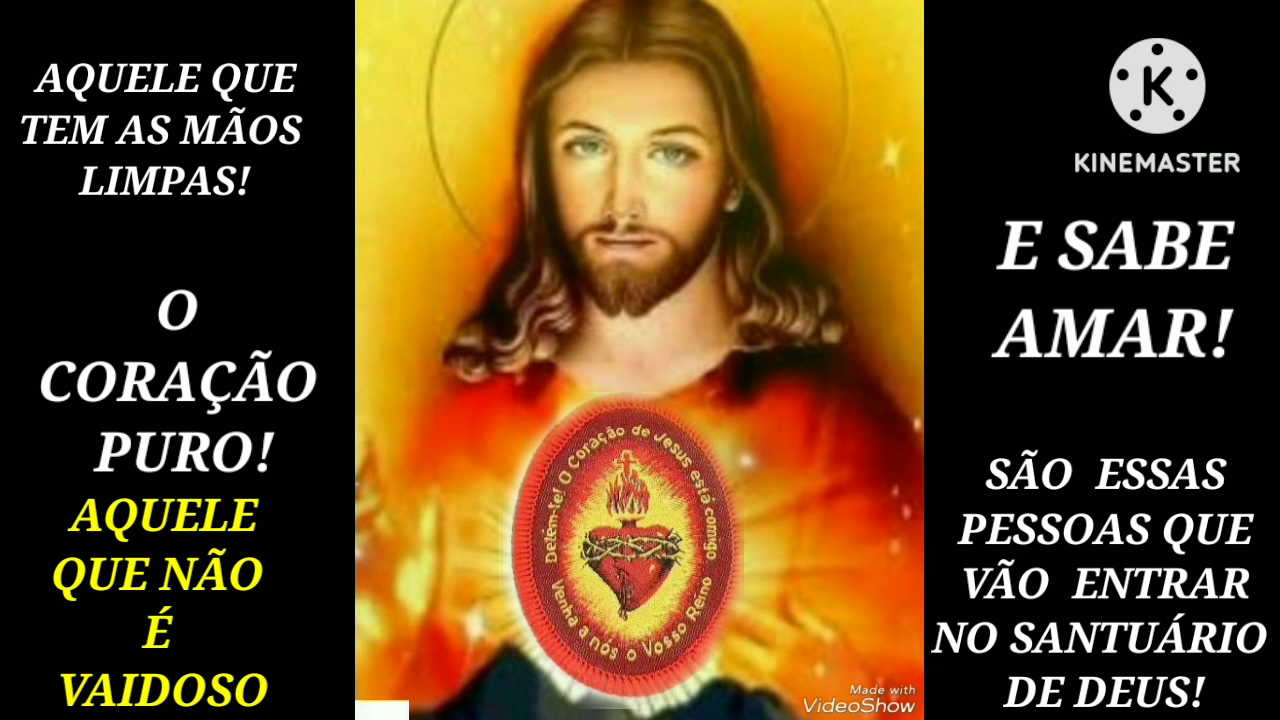 AQUELE QUE
TEM AS MÃOS
LIMPAS!
O
CORAÇÃO
PURO!
AQUELE
QUE NÃO
É
VAIDOSO
Detém-te! O Coração de Jesus está comigo
Venha a nós o Vosso Reino
Made with
VideoShow
K
KINEMASTER
E SABE
AMAR!
SÃO ESSAS
PESSOAS QUE
VÃO ENTRAR
NO SANTUÁRIO
DE DEUS!